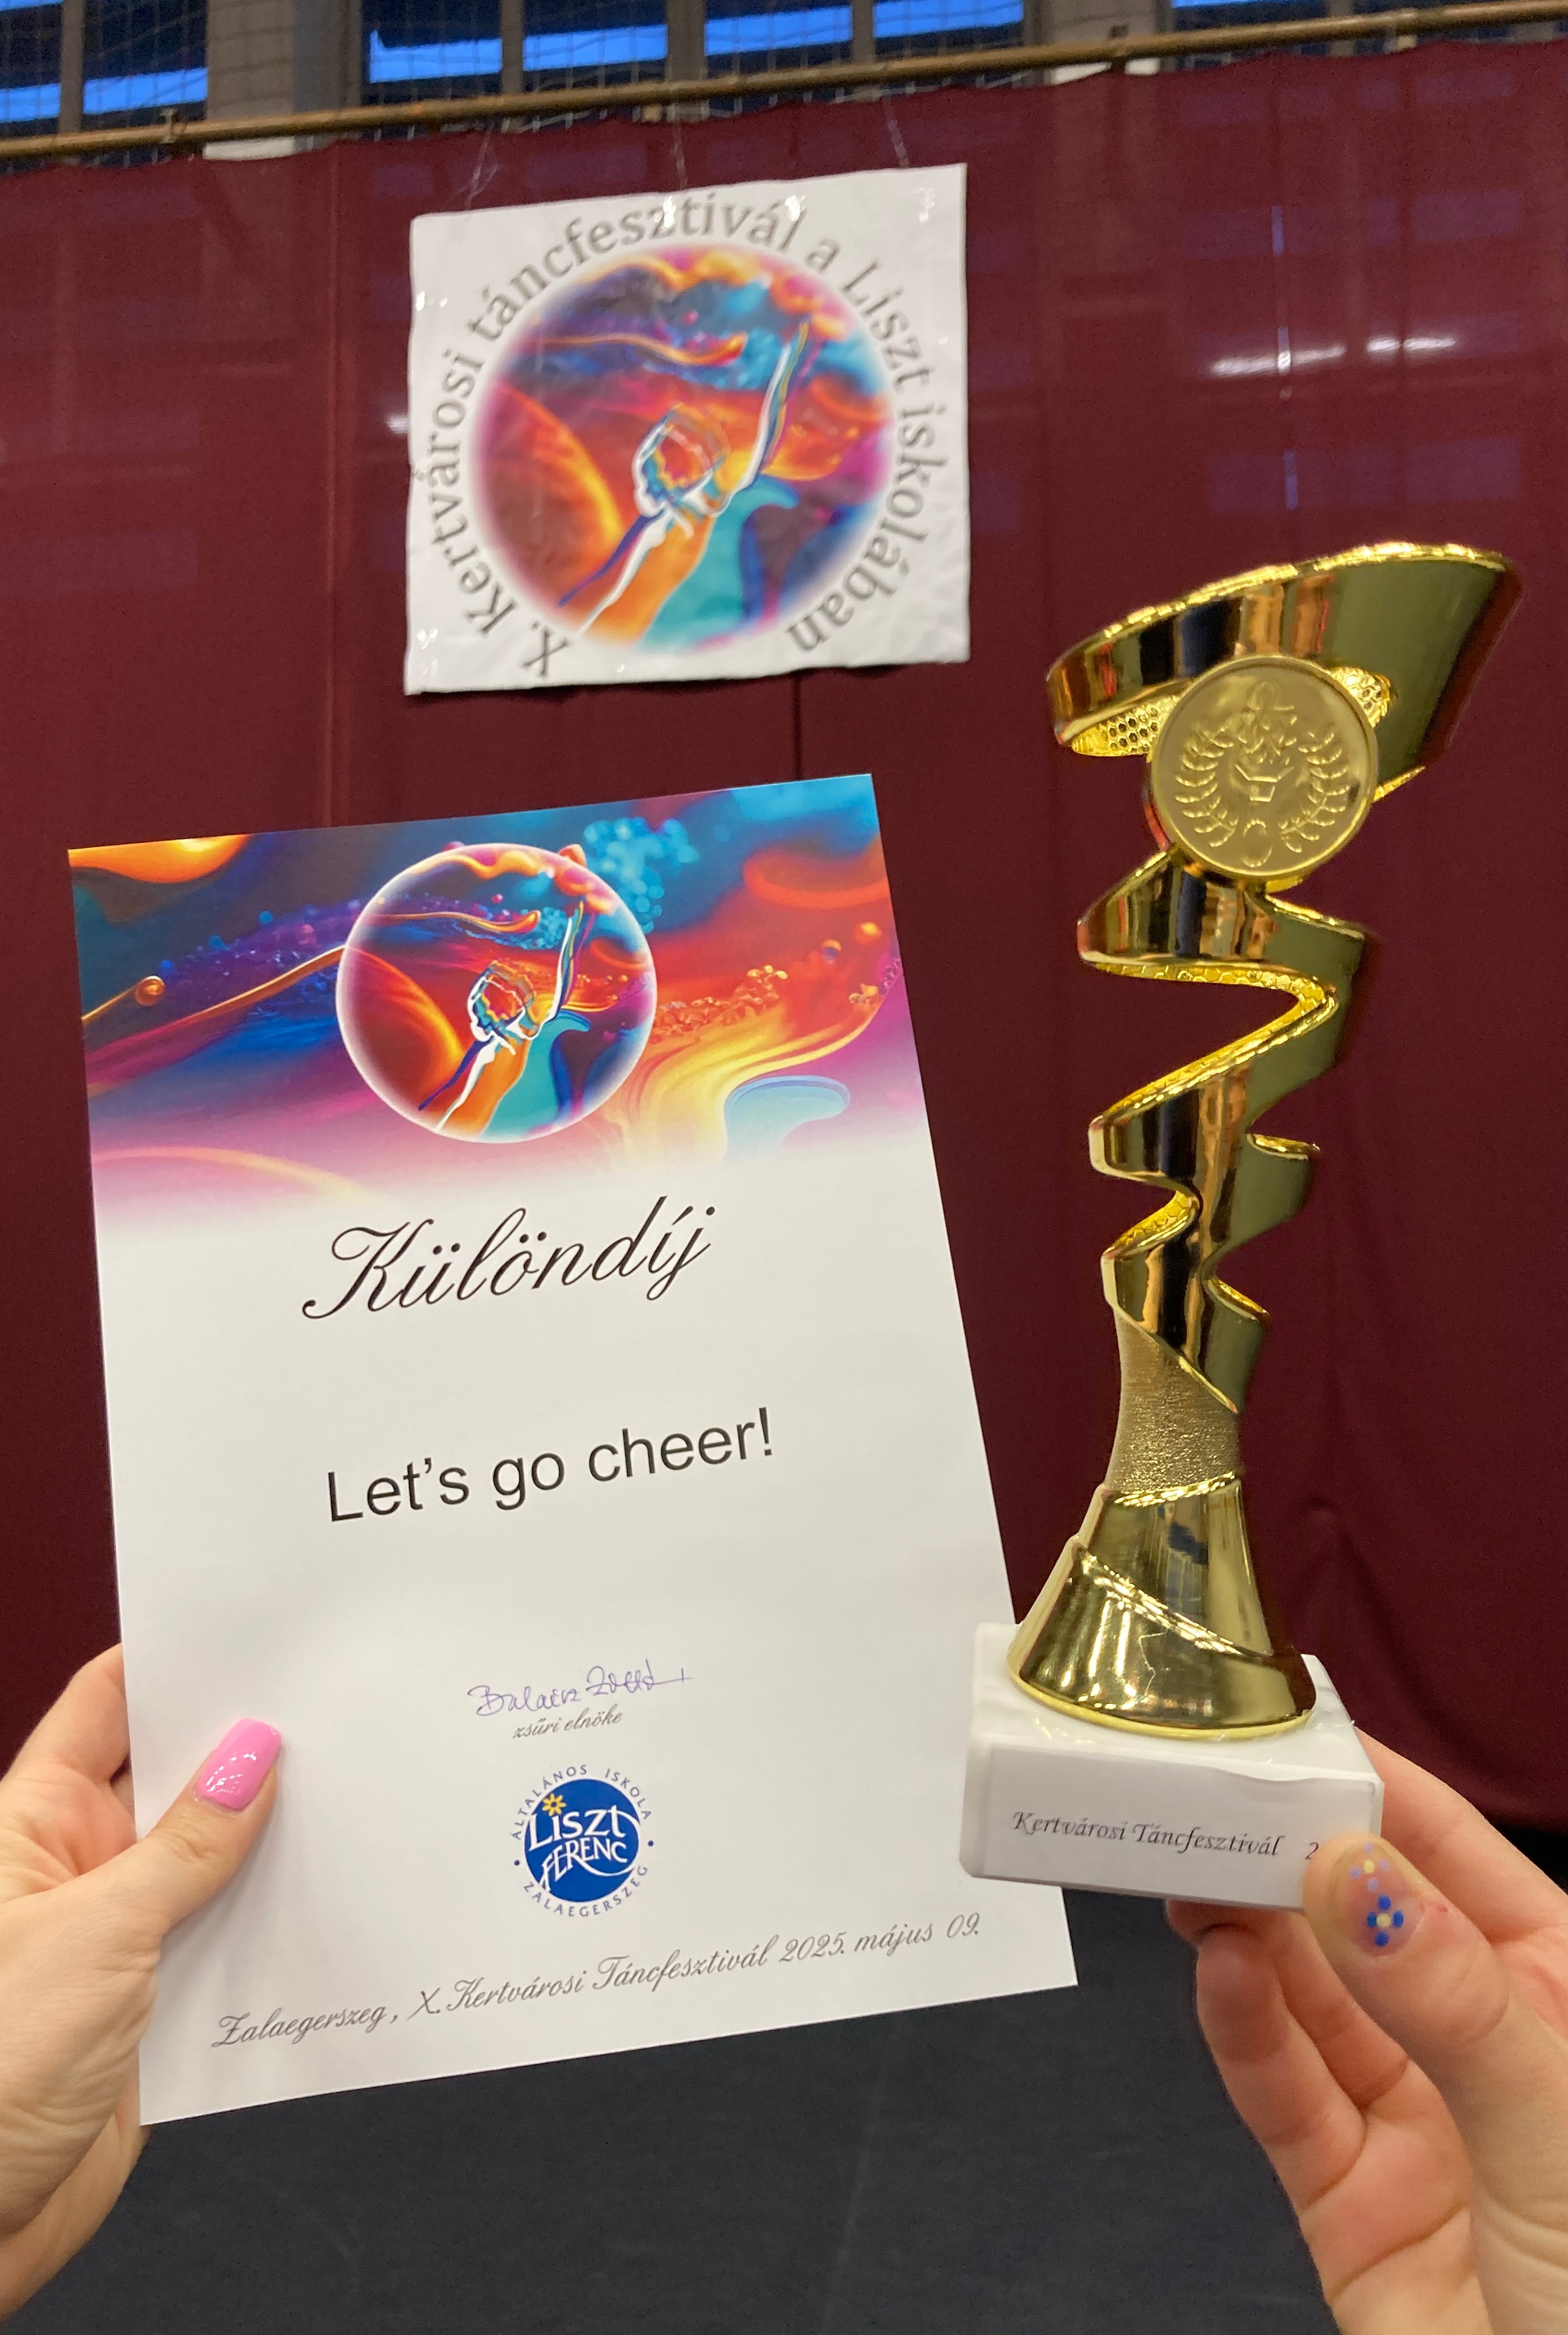 X. Kertvárosi táncfesztivál a Liszt iskolában
Különdíj
Let's go cheer!
zsűri elnöke
ÁLTALÁNOS ISKOLA
LISZT
FERENC
ZALAEGERSZEG
Zalaegerszeg, X. Kertvárosi Táncfesztivál 2025. május 09.
Kertvárosi Táncfesztivál 2